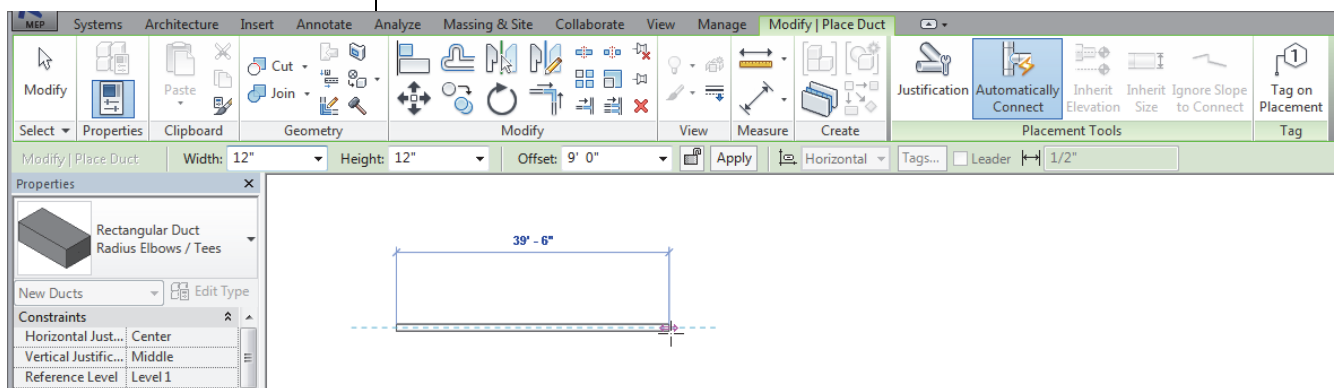 MEP Systems Architecture Insert Annotate Analyze Massing & Site Collaborate View Manage Modify | Place Duct
Modify
Paste
Cut
Join
Justification
Automatically Connect
Inherit Elevation
Inherit Size
Ignore Slope to Connect
1
Tag on Placement
Select Properties Clipboard Geometry Modify View Measure Create Placement Tools Tag
Modify | Place Duct Width: 12" Height: 12" Offset: 9' 0" Apply Horizontal Tags... Leader 1/2"
Properties
Rectangular Duct
Radius Elbows / Tees
New Ducts Edit Type
Constraints
Horizontal Just... Center
Vertical Justific... Middle
Reference Level Level 1
39' - 6"